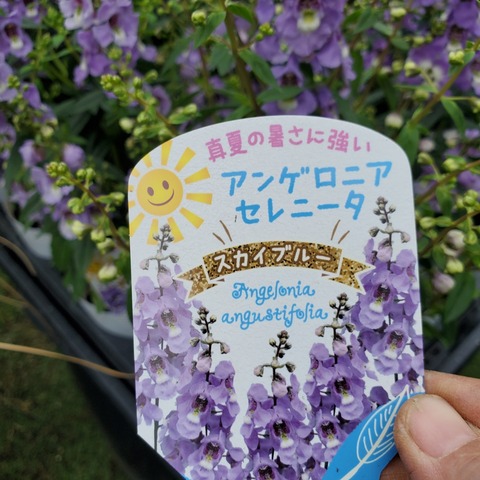 真夏の暑さに強い
アンゲロニア
セレニータ
スカイブルー
Angelonia
angustifolia